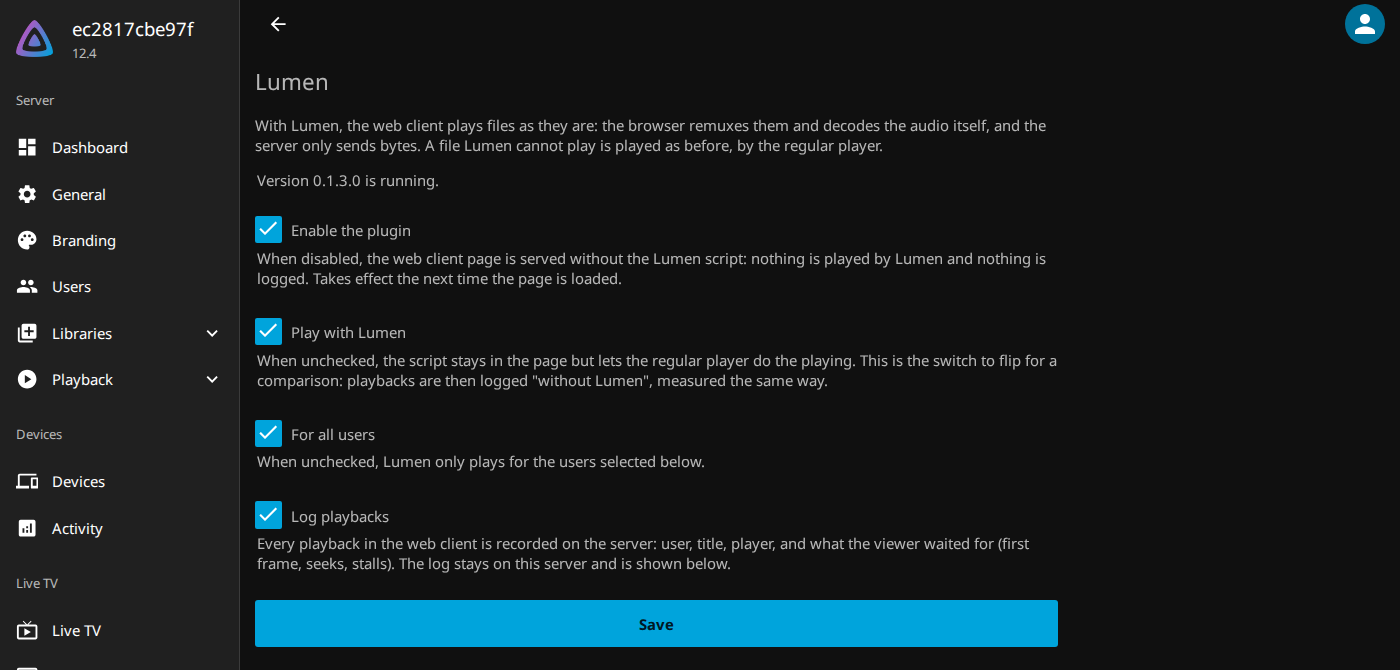 ec2817cbe97f
12.4
Server
Dashboard
General
Branding
Users
Libraries
Playback
Devices
Devices
Activity
Live TV
Live TV
Lumen
With Lumen, the web client plays files as they are: the browser remuxes them and decodes the audio itself, and the
server only sends bytes. A file Lumen cannot play is played as before, by the regular player.
Version 0.1.3.0 is running.
Enable the plugin
When disabled, the web client page is served without the Lumen script: nothing is played by Lumen and nothing is
logged. Takes effect the next time the page is loaded.
Play with Lumen
When unchecked, the script stays in the page but lets the regular player do the playing. This is the switch to flip for a
comparison: playbacks are then logged "without Lumen", measured the same way.
For all users
When unchecked, Lumen only plays for the users selected below.
Log playbacks
Every playback in the web client is recorded on the server: user, title, player, and what the viewer waited for (first
frame, seeks, stalls). The log stays on this server and is shown below.
Save